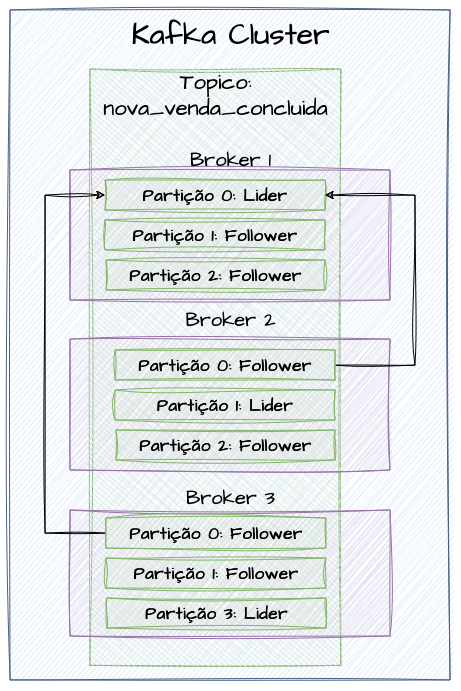 Kafka Cluster
Topico:
nova_venda_concluida
Broker 1
Partição 0: Lider
Partição 1: Follower
Partição 2: Follower
Broker 2
Partição 0: Follower
Partição 1: Lider
Partição 2: Follower
Broker 3
Partição 0: Follower
Partição 1: Follower
Partição 3: Lider